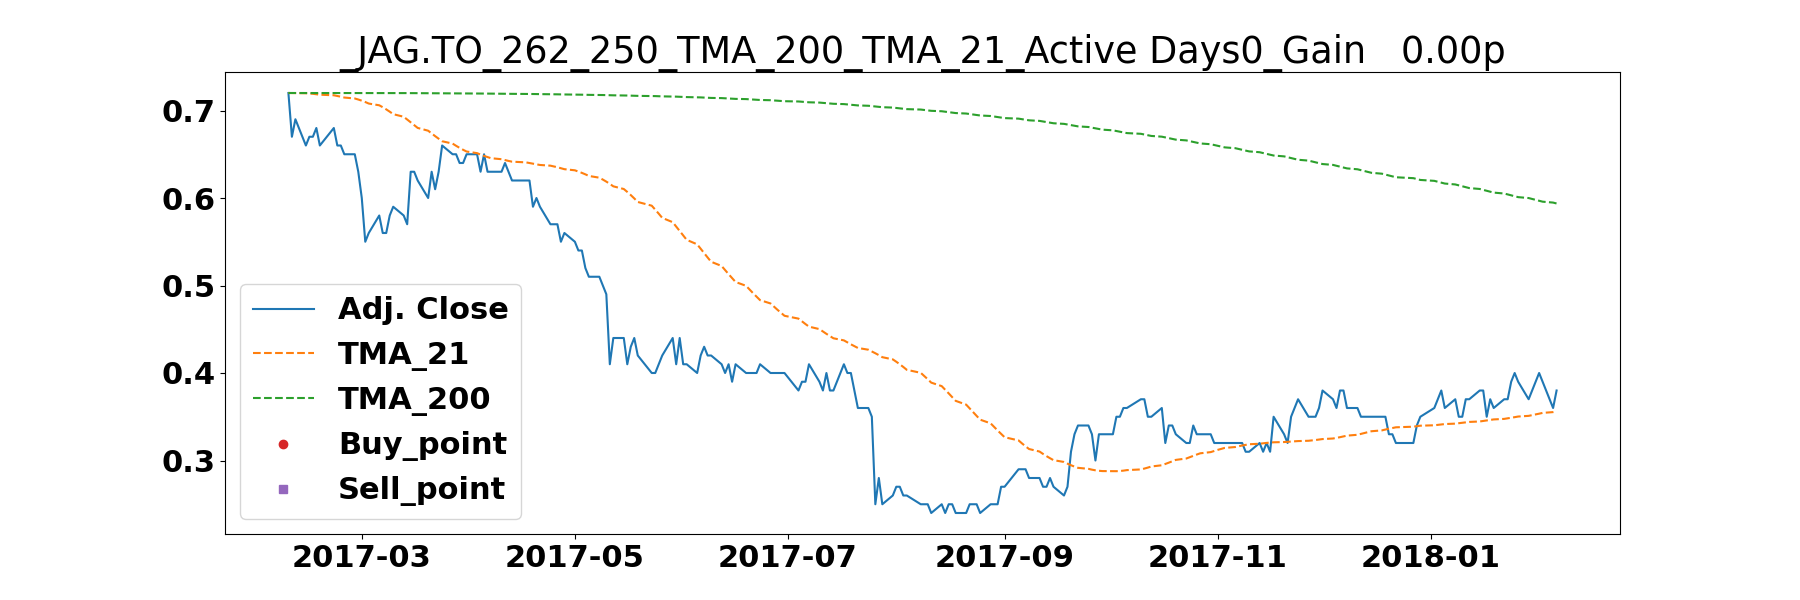 _JAG.TO_262_250_TMA_200_TMA_21_Active Days0_Gain   0.00p
0.7
0.6
0.5
0.4
0.3
Adj. Close
TMA_21
TMA_200
Buy_point
Sell_point
2017-03 2017-05 2017-07 2017-09 2017-11 2018-01